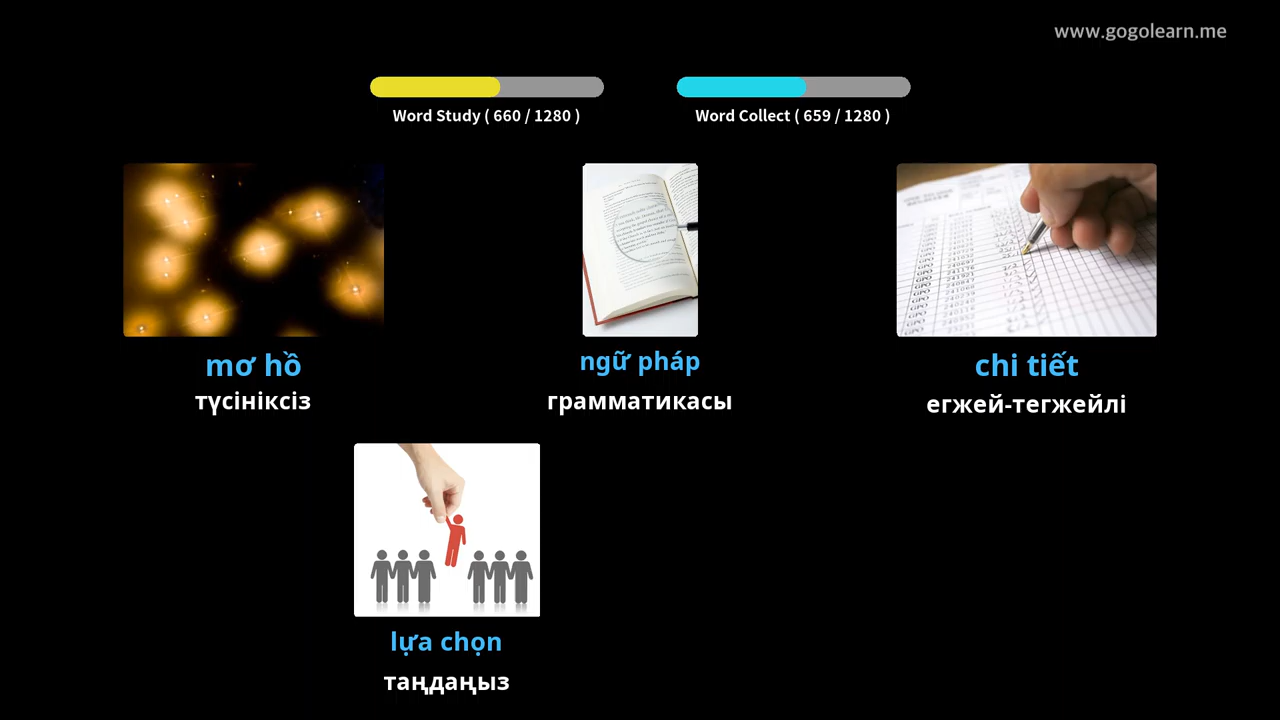 www.gogolearn.me
Word Study ( 660 / 1280 )
Word Collect ( 659 / 1280 )
mơ hồ
түсініксіз
ngữ pháp
грамматикасы
chi tiết
егжей-тегжейлі
lựa chọn
таңдаңыз